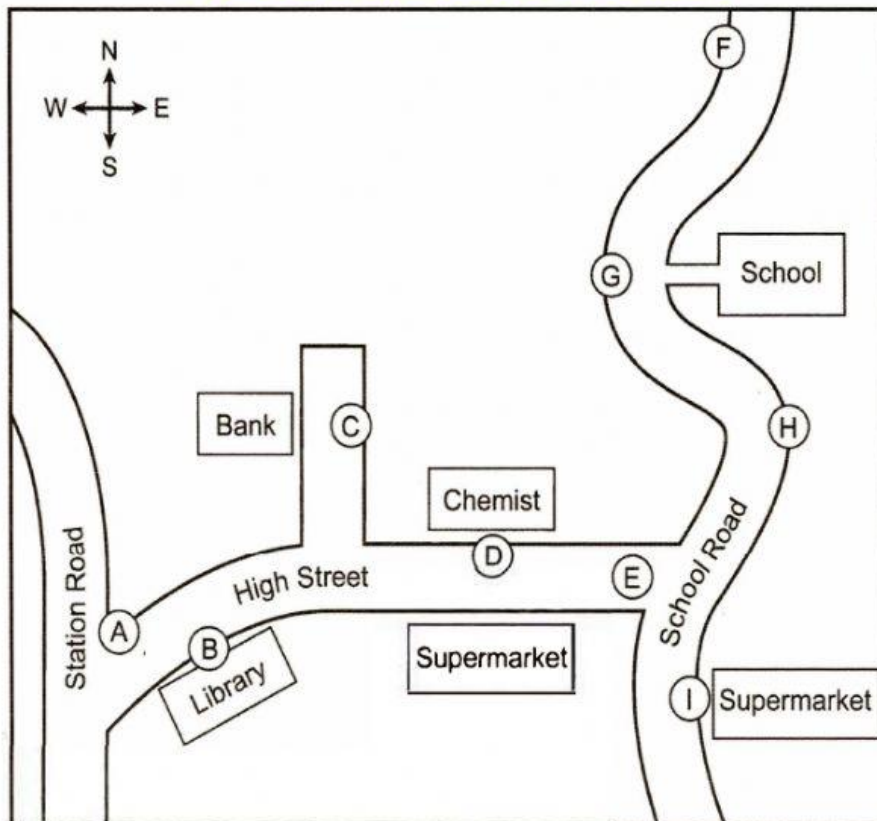 N
W E
S
F
G
School
H
Bank
C
Chemist
D
E
High Street
School Road
Station Road
A
B
Library
Supermarket
I
Supermarket